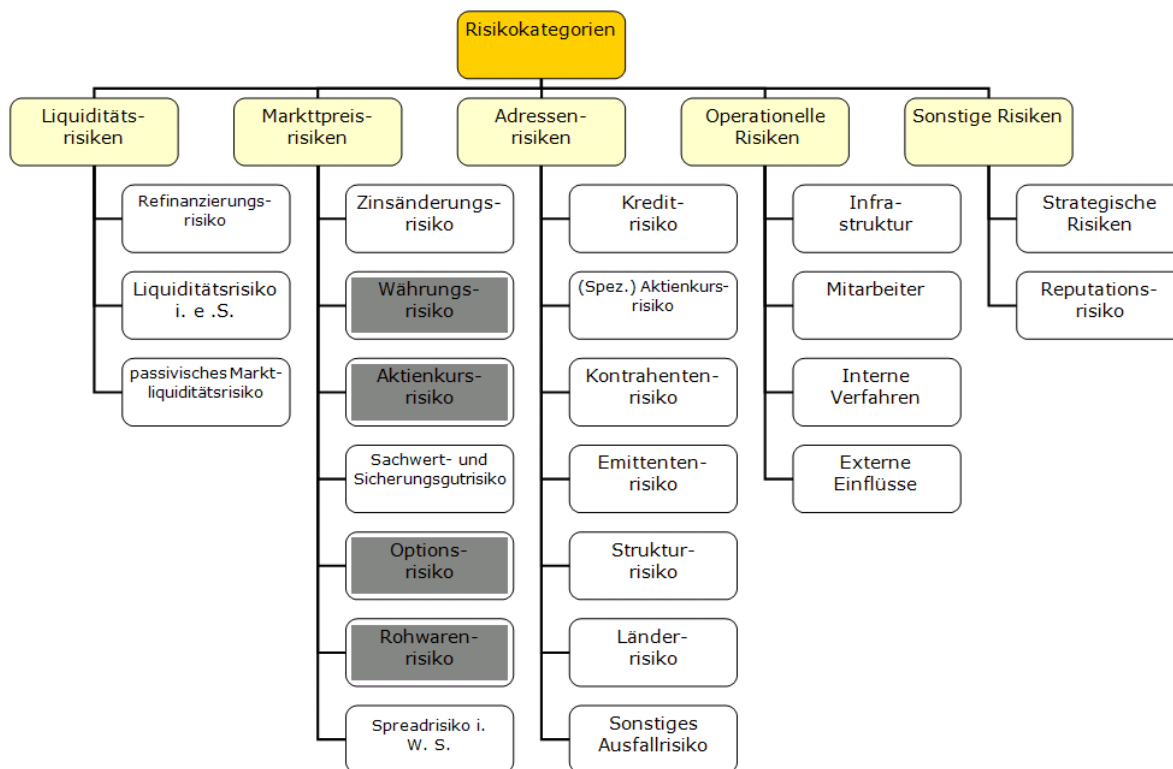 Risikokategorien
Liquiditäts-
risiken
Markttpreis-
risiken
Adressen-
risiken
Operationelle
Risiken
Sonstige Risiken
Refinanzierungs-
risiko
Liquiditätsrisiko
i. e .S.
passivisches Markt-
liquiditätsrisiko
Zinsänderungs-
risiko
Währungs-
risiko
Aktienkurs-
risiko
Sachwert- und
Sicherungsgutrisiko
Options-
risiko
Rohwaren-
risiko
Spreadrisiko i.
W. S.
Kredit-
risiko
(Spez.) Aktienkurs-
risiko
Kontrahenten-
risiko
Emittenten-
risiko
Struktur-
risiko
Länder-
risiko
Sonstiges
Ausfallrisiko
Infra-
struktur
Mitarbeiter
Interne
Verfahren
Externe
Einflüsse
Strategische
Risiken
Reputations-
risiko